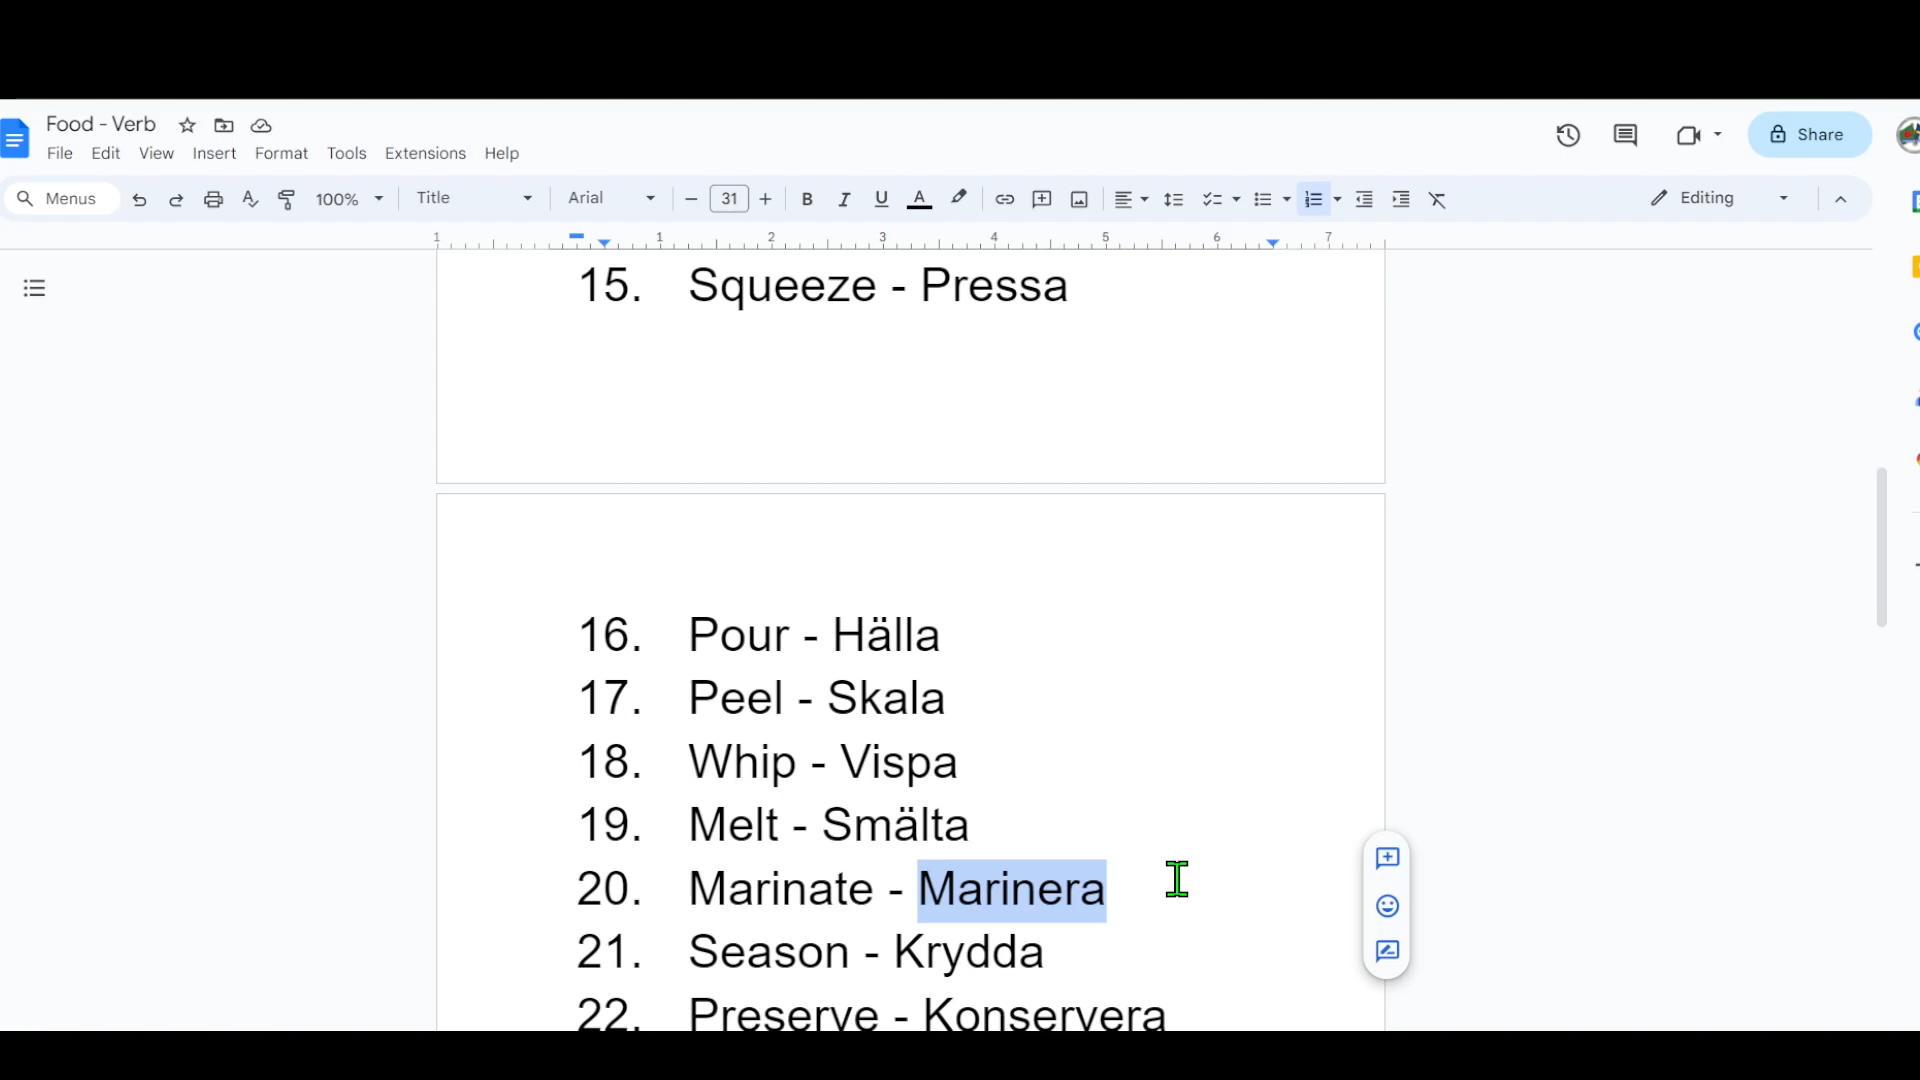 Food - Verb
File Edit View Insert Format Tools Extensions Help
Share
Menus 100% Title Arial 31 Editing
1 1 2 3 4 5 6 7
15. Squeeze - Pressa
16. Pour - Hälla
17. Peel - Skala
18. Whip - Vispa
19. Melt - Smälta
20. Marinate - Marinera
21. Season - Krydda
22. Preserve - Konservera